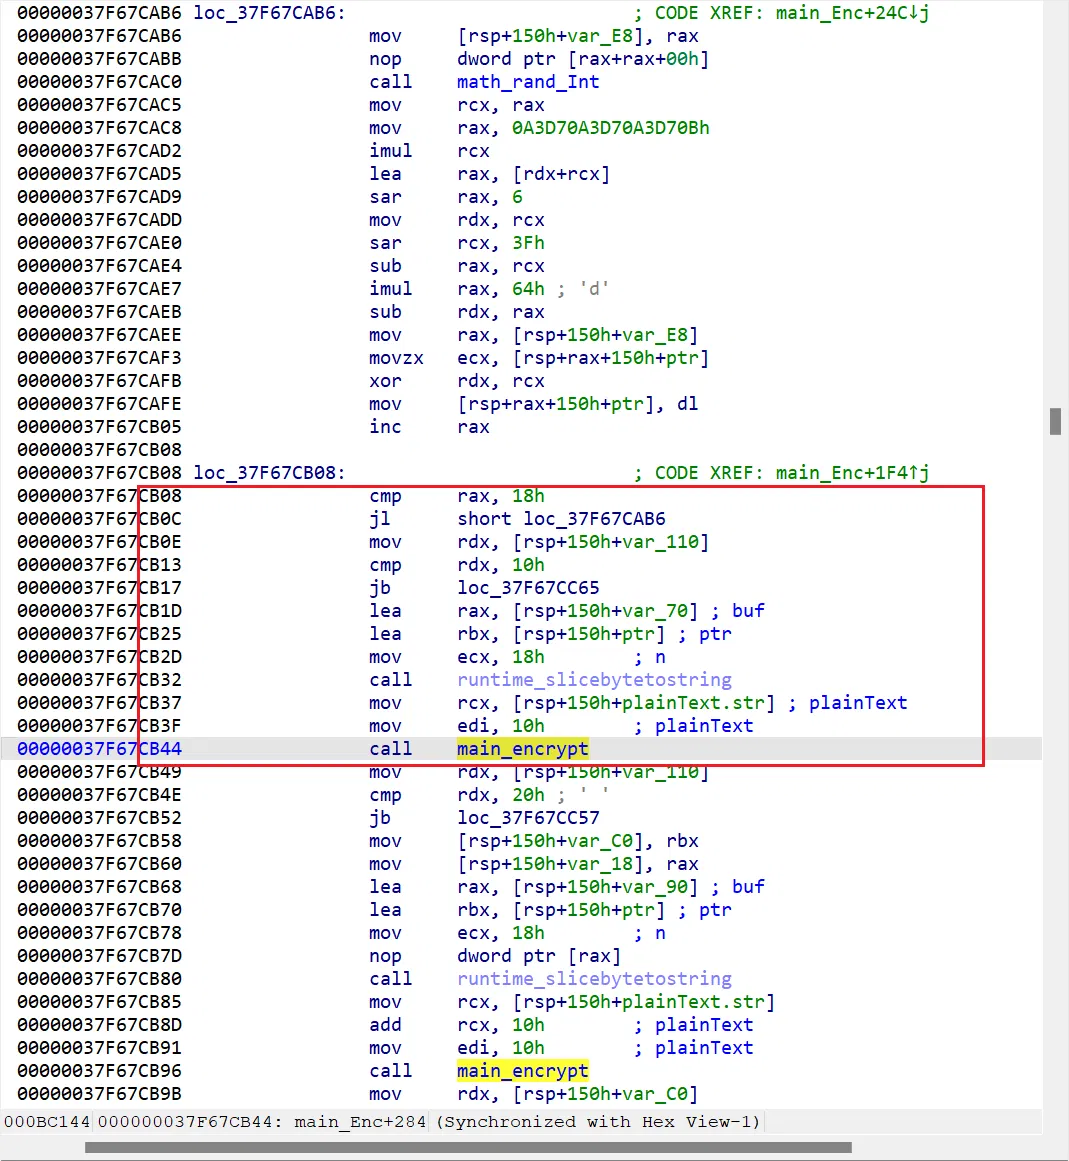 00000037F67CAB6 loc_37F67CAB6: ; CODE XREF: main_Enc+24C↓j
00000037F67CAB6 mov [rsp+150h+var_E8], rax
00000037F67CABB nop dword ptr [rax+rax+00h]
00000037F67CAC0 call math_rand_Int
00000037F67CAC5 mov rcx, rax
00000037F67CAC8 mov rax, 0A3D70A3D70A3D70Bh
00000037F67CAD2 imul rcx
00000037F67CAD5 lea rax, [rdx+rcx]
00000037F67CAD9 sar rax, 6
00000037F67CADD mov rdx, rcx
00000037F67CAE0 sar rcx, 3Fh
00000037F67CAE4 sub rax, rcx
00000037F67CAE7 imul rax, 64h ; 'd'
00000037F67CAEB sub rdx, rax
00000037F67CAEE mov rax, [rsp+150h+var_E8]
00000037F67CAF3 movzx ecx, [rsp+rax+150h+ptr]
00000037F67CAFB xor rdx, rcx
00000037F67CAFE mov [rsp+rax+150h+ptr], dl
00000037F67CB05 inc rax
00000037F67CB08
00000037F67CB08 loc_37F67CB08: ; CODE XREF: main_Enc+1F4↑j
00000037F67CB08 cmp rax, 18h
00000037F67CB0C jl short loc_37F67CAB6
00000037F67CB0E mov rdx, [rsp+150h+var_110]
00000037F67CB13 cmp rdx, 10h
00000037F67CB17 jb loc_37F67CC65
00000037F67CB1D lea rax, [rsp+150h+var_70] ; buf
00000037F67CB25 lea rbx, [rsp+150h+ptr] ; ptr
00000037F67CB2D mov ecx, 18h ; n
00000037F67CB32 call runtime_slicebytetostring
00000037F67CB37 mov rcx, [rsp+150h+plainText.str] ; plainText
00000037F67CB3F mov edi, 10h ; plainText
00000037F67CB44 call main_encrypt
00000037F67CB49 mov rdx, [rsp+150h+var_110]
00000037F67CB4E cmp rdx, 20h ; ' '
00000037F67CB52 jb loc_37F67CC57
00000037F67CB58 mov [rsp+150h+var_C0], rbx
00000037F67CB60 mov [rsp+150h+var_18], rax
00000037F67CB68 lea rax, [rsp+150h+var_90] ; buf
00000037F67CB70 lea rbx, [rsp+150h+ptr] ; ptr
00000037F67CB78 mov ecx, 18h ; n
00000037F67CB7D nop dword ptr [rax]
00000037F67CB80 call runtime_slicebytetostring
00000037F67CB85 mov rcx, [rsp+150h+plainText.str]
00000037F67CB8D add rcx, 10h ; plainText
00000037F67CB91 mov edi, 10h ; plainText
00000037F67CB96 call main_encrypt
00000037F67CB9B mov rdx, [rsp+150h+var_C0]
000BC144 000000037F67CB44: main_Enc+284 (Synchronized with Hex View-1)